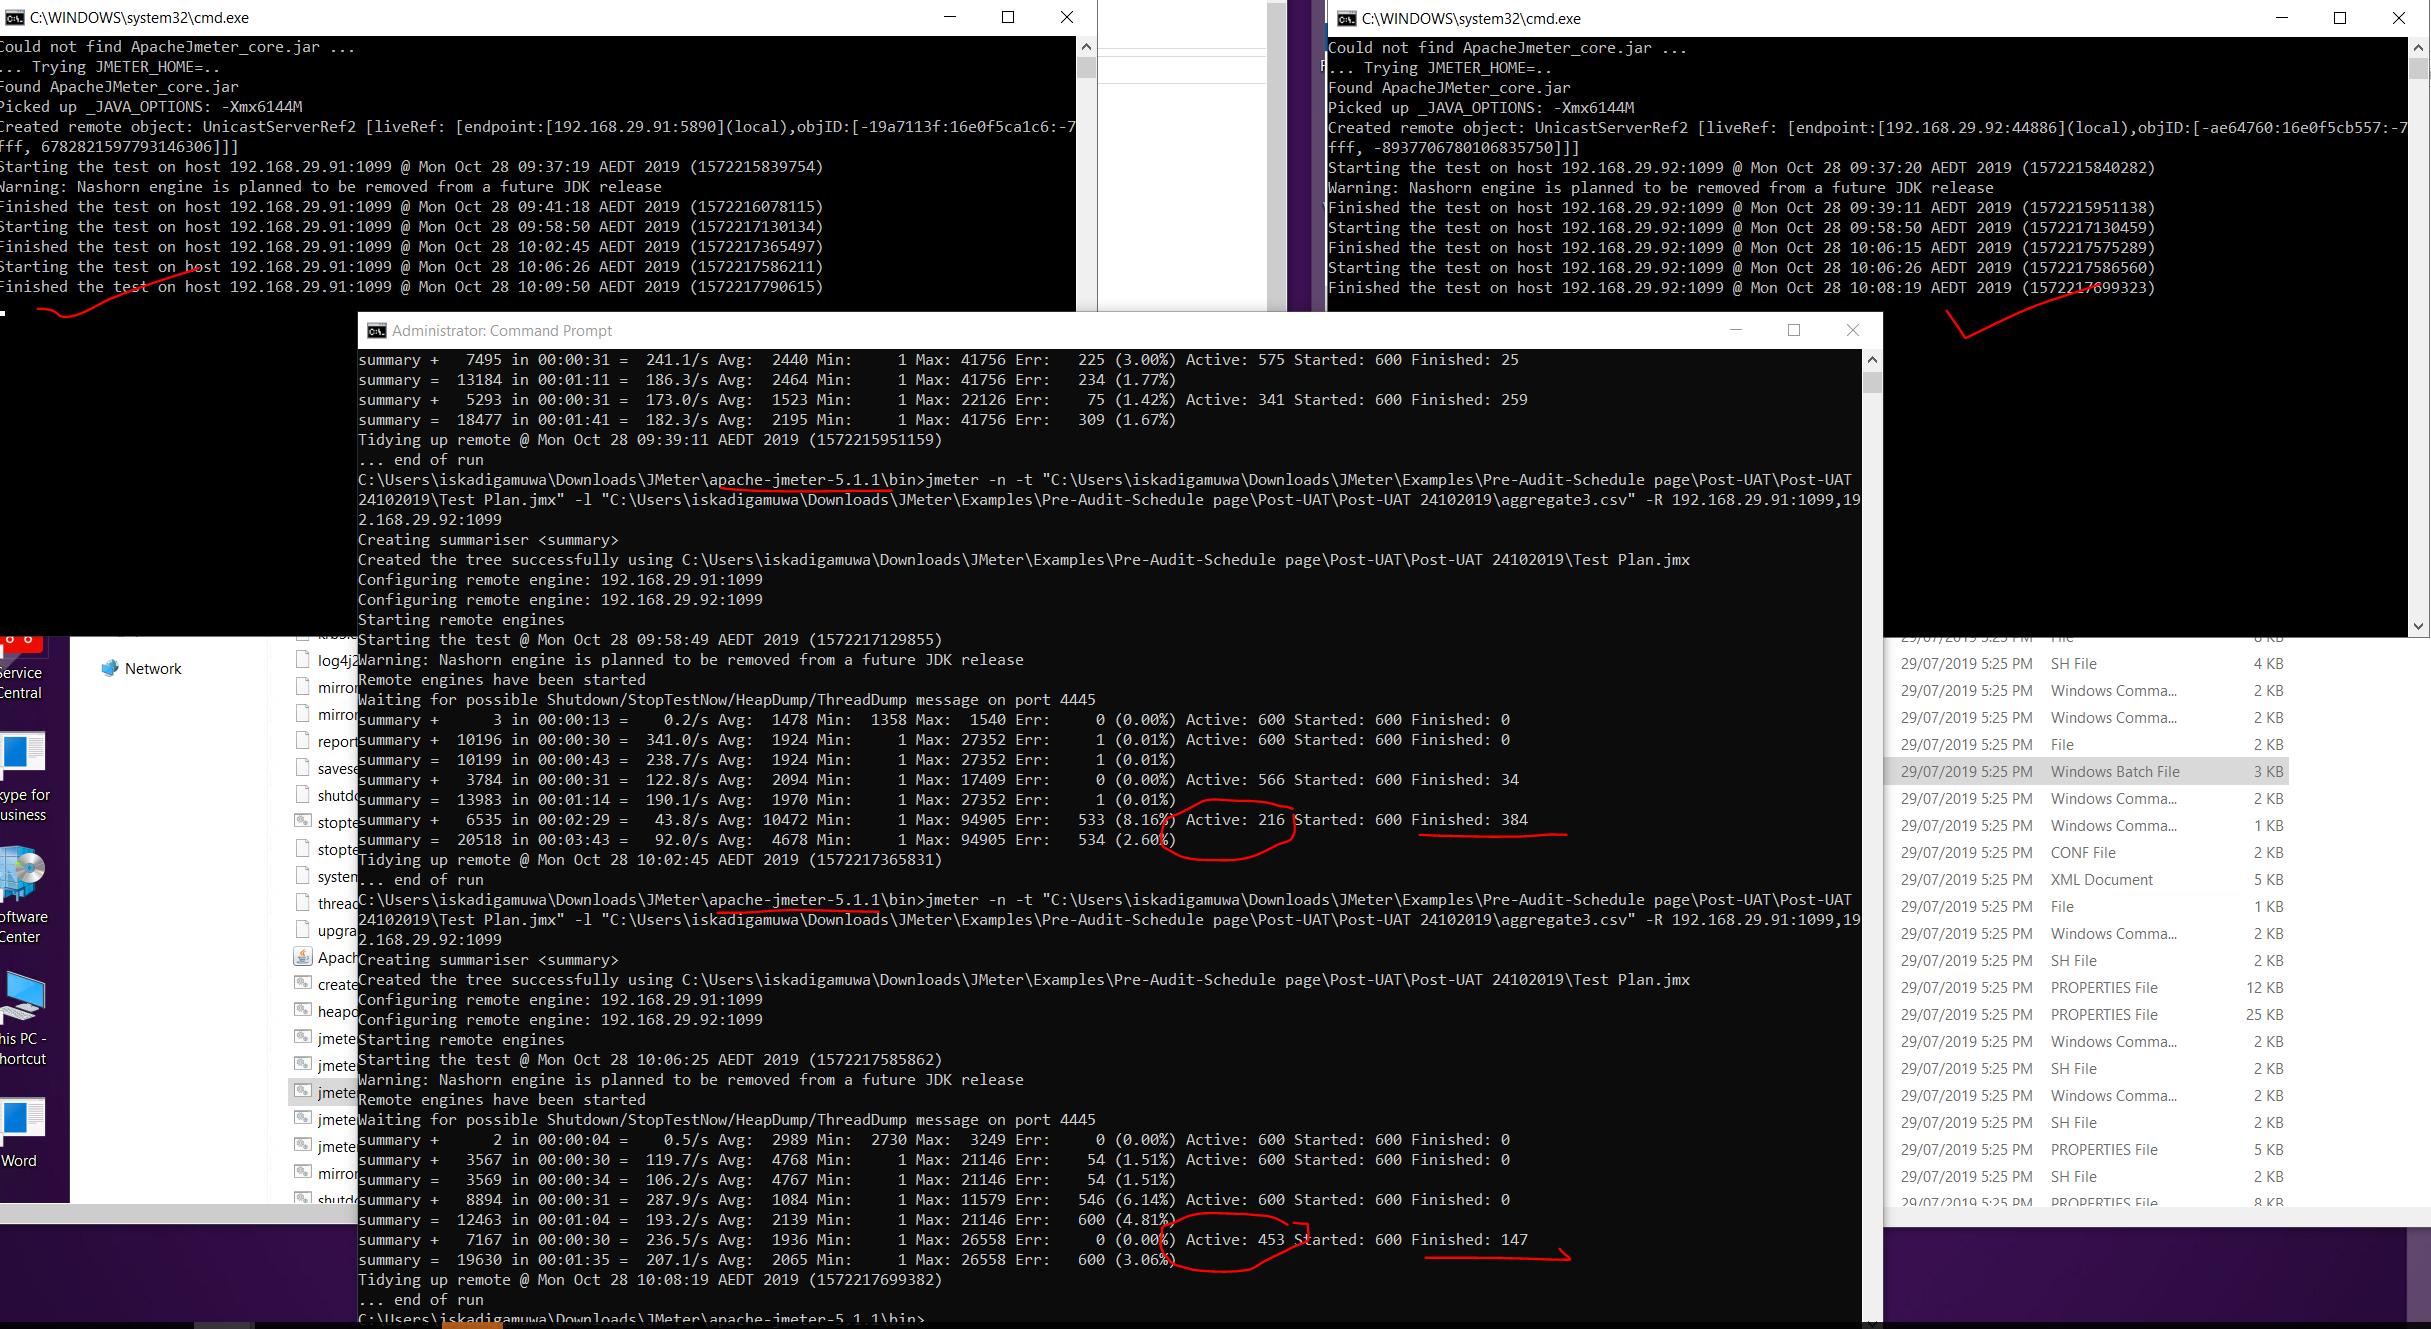 C:\WINDOWS\system32\cmd.exe
Could not find ApacheJmeter_core.jar ...
... Trying JMETER_HOME=..
Found ApacheJMeter_core.jar
Picked up _JAVA_OPTIONS: -Xmx6144M
Created remote object: UnicastServerRef2 [liveRef: [endpoint:[192.168.29.91:5890](local),objID:[-19a7113f:16e0f5ca1c6:-7
fff, 6782821597793146306]]]
Starting the test on host 192.168.29.91:1099 @ Mon Oct 28 09:37:19 AEDT 2019 (1572215839754)
Warning: Nashorn engine is planned to be removed from a future JDK release
Finished the test on host 192.168.29.91:1099 @ Mon Oct 28 09:41:18 AEDT 2019 (1572216078115)
Starting the test on host 192.168.29.91:1099 @ Mon Oct 28 09:58:50 AEDT 2019 (1572217130134)
Finished the test on host 192.168.29.91:1099 @ Mon Oct 28 10:02:45 AEDT 2019 (1572217365497)
Starting the test on host 192.168.29.91:1099 @ Mon Oct 28 10:06:26 AEDT 2019 (1572217586211)
Finished the test on host 192.168.29.91:1099 @ Mon Oct 28 10:09:50 AEDT 2019 (1572217790615)
C:\WINDOWS\system32\cmd.exe
Could not find ApacheJmeter_core.jar ...
... Trying JMETER_HOME=..
Found ApacheJMeter_core.jar
Picked up _JAVA_OPTIONS: -Xmx6144M
Created remote object: UnicastServerRef2 [liveRef: [endpoint:[192.168.29.92:44886](local),objID:[-ae64760:16e0f5cb557:-7
fff, -8937706780106835750]]]
Starting the test on host 192.168.29.92:1099 @ Mon Oct 28 09:37:20 AEDT 2019 (1572215840282)
Warning: Nashorn engine is planned to be removed from a future JDK release
Finished the test on host 192.168.29.92:1099 @ Mon Oct 28 09:39:11 AEDT 2019 (1572215951138)
Starting the test on host 192.168.29.92:1099 @ Mon Oct 28 09:58:50 AEDT 2019 (1572217130459)
Finished the test on host 192.168.29.92:1099 @ Mon Oct 28 10:06:15 AEDT 2019 (1572217575289)
Starting the test on host 192.168.29.92:1099 @ Mon Oct 28 10:06:26 AEDT 2019 (1572217586560)
Finished the test on host 192.168.29.92:1099 @ Mon Oct 28 10:08:19 AEDT 2019 (1572217699323)
Administrator: Command Prompt
summary +   7495 in 00:00:31 =  241.1/s Avg:  2440 Min:     1 Max: 41756 Err:   225 (3.00%) Active: 575 Started: 600 Finished: 25
summary =  13184 in 00:01:11 =  186.3/s Avg:  2464 Min:     1 Max: 41756 Err:   234 (1.77%)
summary +   5293 in 00:00:31 =  173.0/s Avg:  1523 Min:     1 Max: 22126 Err:    75 (1.42%) Active: 341 Started: 600 Finished: 259
summary =  18477 in 00:01:41 =  182.3/s Avg:  2195 Min:     1 Max: 41756 Err:   309 (1.67%)
Tidying up remote @ Mon Oct 28 09:39:11 AEDT 2019 (1572215951159)
... end of run
C:\Users\iskadigamuwa\Downloads\JMeter\apache-jmeter-5.1.1\bin>jmeter -n -t "C:\Users\iskadigamuwa\Downloads\JMeter\Examples\Pre-Audit-Schedule page\Post-UAT\Post-UAT
24102019\Test Plan.jmx" -l "C:\Users\iskadigamuwa\Downloads\JMeter\Examples\Pre-Audit-Schedule page\Post-UAT\Post-UAT 24102019\aggregate3.csv" -R 192.168.29.91:1099,19
2.168.29.92:1099
Creating summariser <summary>
Created the tree successfully using C:\Users\iskadigamuwa\Downloads\JMeter\Examples\Pre-Audit-Schedule page\Post-UAT\Post-UAT 24102019\Test Plan.jmx
Configuring remote engine: 192.168.29.91:1099
Configuring remote engine: 192.168.29.92:1099
Starting remote engines
Starting the test @ Mon Oct 28 09:58:49 AEDT 2019 (1572217129855)
Warning: Nashorn engine is planned to be removed from a future JDK release
Remote engines have been started
Waiting for possible Shutdown/StopTestNow/HeapDump/ThreadDump message on port 4445
summary +      3 in 00:00:13 =    0.2/s Avg:  1478 Min:  1358 Max:  1540 Err:     0 (0.00%) Active: 600 Started: 600 Finished: 0
summary +  10196 in 00:00:30 =  341.0/s Avg:  1924 Min:     1 Max: 27352 Err:     1 (0.01%) Active: 600 Started: 600 Finished: 0
summary =  10199 in 00:00:43 =  238.7/s Avg:  1924 Min:     1 Max: 27352 Err:     1 (0.01%)
summary +   3784 in 00:00:31 =  122.8/s Avg:  2094 Min:     1 Max: 17409 Err:     0 (0.00%) Active: 566 Started: 600 Finished: 34
summary =  13983 in 00:01:14 =  190.1/s Avg:  1970 Min:     1 Max: 27352 Err:     1 (0.01%)
summary +   6535 in 00:02:29 =   43.8/s Avg: 10472 Min:     1 Max: 94905 Err:   533 (8.16%) Active: 216 Started: 600 Finished: 384
summary =  20518 in 00:03:43 =   92.0/s Avg:  4678 Min:     1 Max: 94905 Err:   534 (2.60%)
Tidying up remote @ Mon Oct 28 10:02:45 AEDT 2019 (1572217365831)
... end of run
C:\Users\iskadigamuwa\Downloads\JMeter\apache-jmeter-5.1.1\bin>jmeter -n -t "C:\Users\iskadigamuwa\Downloads\JMeter\Examples\Pre-Audit-Schedule page\Post-UAT\Post-UAT
24102019\Test Plan.jmx" -l "C:\Users\iskadigamuwa\Downloads\JMeter\Examples\Pre-Audit-Schedule page\Post-UAT\Post-UAT 24102019\aggregate3.csv" -R 192.168.29.91:1099,19
2.168.29.92:1099
Creating summariser <summary>
Created the tree successfully using C:\Users\iskadigamuwa\Downloads\JMeter\Examples\Pre-Audit-Schedule page\Post-UAT\Post-UAT 24102019\Test Plan.jmx
Configuring remote engine: 192.168.29.91:1099
Configuring remote engine: 192.168.29.92:1099
Starting remote engines
Starting the test @ Mon Oct 28 10:06:25 AEDT 2019 (1572217585862)
Warning: Nashorn engine is planned to be removed from a future JDK release
Remote engines have been started
Waiting for possible Shutdown/StopTestNow/HeapDump/ThreadDump message on port 4445
summary +      2 in 00:00:04 =    0.5/s Avg:  2989 Min:  2730 Max:  3249 Err:     0 (0.00%) Active: 600 Started: 600 Finished: 0
summary +   3567 in 00:00:30 =  119.7/s Avg:  4768 Min:     1 Max: 21146 Err:    54 (1.51%) Active: 600 Started: 600 Finished: 0
summary =   3569 in 00:00:34 =  106.2/s Avg:  4767 Min:     1 Max: 21146 Err:    54 (1.51%)
summary +   8894 in 00:00:31 =  287.9/s Avg:  1084 Min:     1 Max: 11579 Err:   546 (6.14%) Active: 600 Started: 600 Finished: 0
summary =  12463 in 00:01:04 =  193.2/s Avg:  2139 Min:     1 Max: 21146 Err:   600 (4.81%)
summary +   7167 in 00:00:30 =  236.5/s Avg:  1936 Min:     1 Max: 26558 Err:     0 (0.00%) Active: 453 Started: 600 Finished: 147
summary =  19630 in 00:01:35 =  207.1/s Avg:  2065 Min:     1 Max: 26558 Err:   600 (3.06%)
Tidying up remote @ Mon Oct 28 10:08:19 AEDT 2019 (1572217699382)
... end of run
C:\Users\iskadigamuwa\Downloads\JMeter\apache-jmeter-5.1.1\bin>
ervice
entral
kype for
usiness
oftware
Center
his PC -
hortcut
Word
Network
log4j2
mirror
mirror
report
savese
shutdo
stopte
stopte
system
thread
upgra
Apach
create
heapd
jmete
jmete
jmete
jmete
jmete
mirror
shutdo
29/07/2019 5:25 PM File 6 KB
29/07/2019 5:25 PM SH File 4 KB
29/07/2019 5:25 PM Windows Comma... 2 KB
29/07/2019 5:25 PM Windows Comma... 2 KB
29/07/2019 5:25 PM File 2 KB
29/07/2019 5:25 PM Windows Batch File 3 KB
29/07/2019 5:25 PM Windows Comma... 2 KB
29/07/2019 5:25 PM Windows Comma... 1 KB
29/07/2019 5:25 PM CONF File 2 KB
29/07/2019 5:25 PM XML Document 5 KB
29/07/2019 5:25 PM File 1 KB
29/07/2019 5:25 PM Windows Comma... 2 KB
29/07/2019 5:25 PM SH File 2 KB
29/07/2019 5:25 PM PROPERTIES File 12 KB
29/07/2019 5:25 PM PROPERTIES File 25 KB
29/07/2019 5:25 PM Windows Comma... 2 KB
29/07/2019 5:25 PM SH File 2 KB
29/07/2019 5:25 PM Windows Comma... 2 KB
29/07/2019 5:25 PM SH File 2 KB
29/07/2019 5:25 PM PROPERTIES File 5 KB
29/07/2019 5:25 PM SH File 2 KB
29/07/2019 5:25 PM PROPERTIES File 8 KB